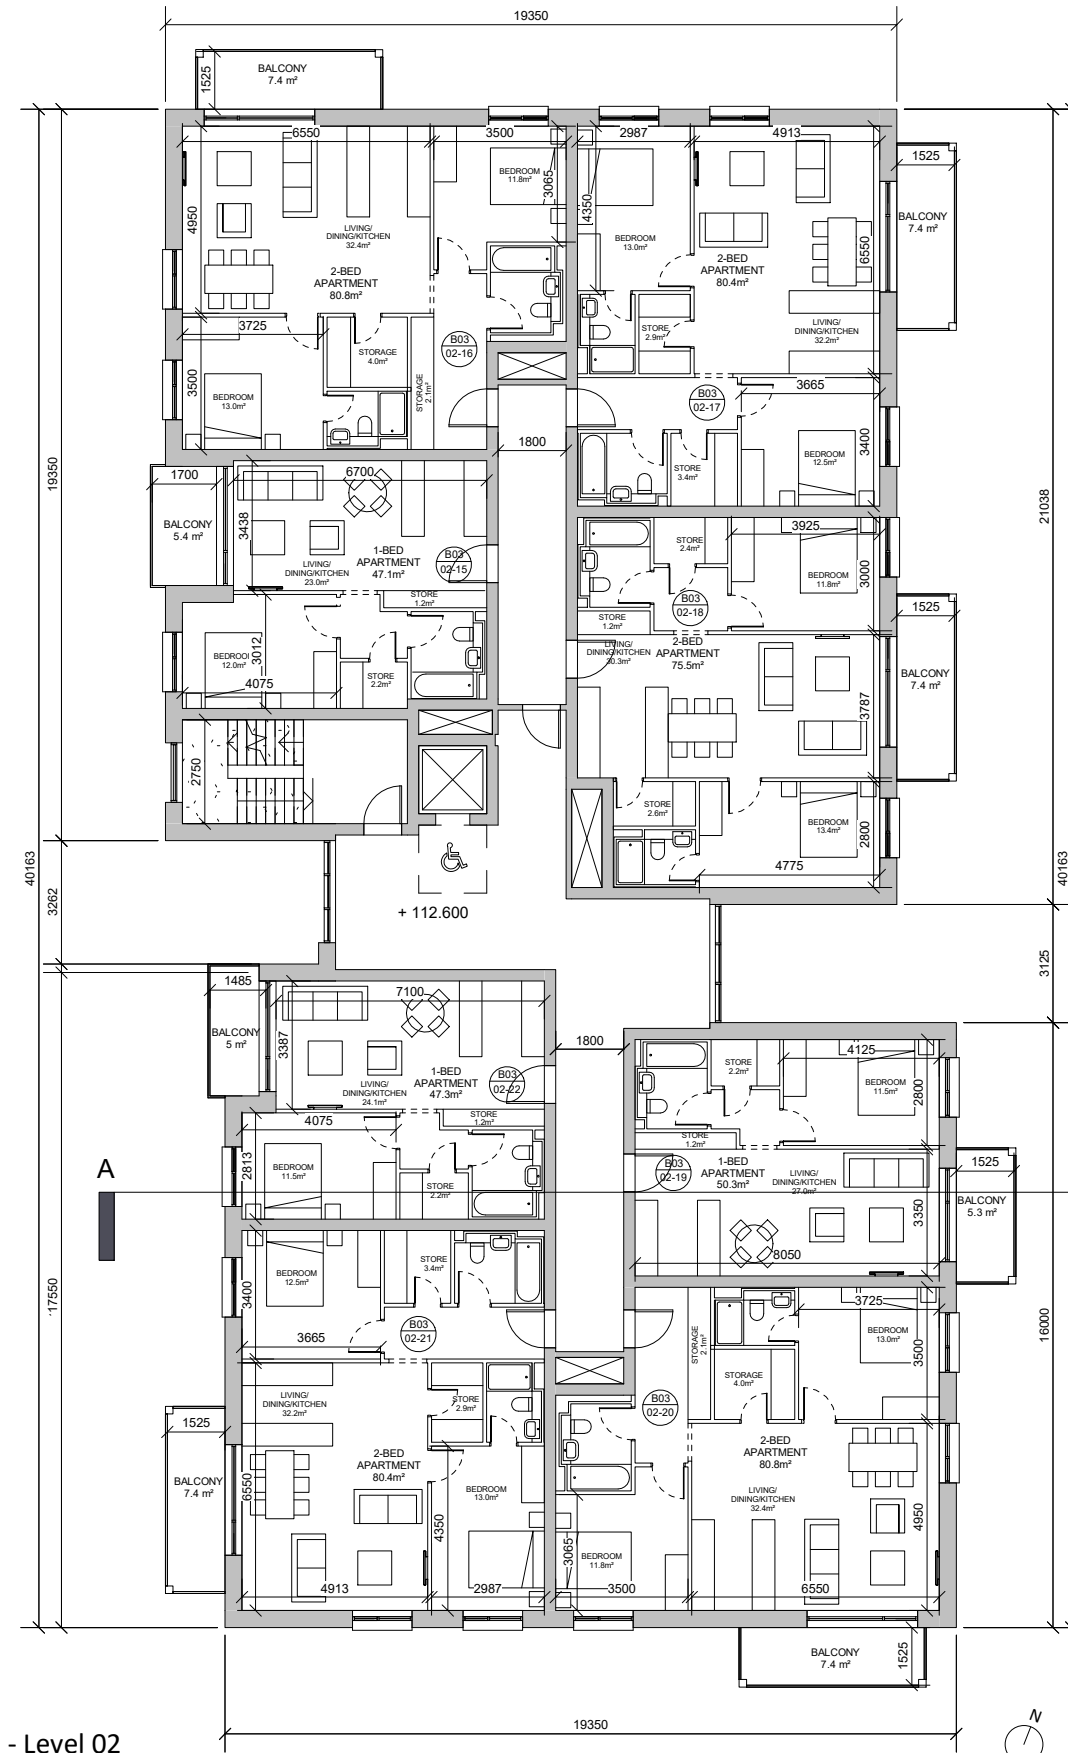 19350
BALCONY
7.4 m²
1525
6550
3500
2987
4913
1525
BEDROOM
11.8m²
3065
4350
4950
LIVING/
DINING/KITCHEN
32.4m²
BEDROOM
13.0m²
BALCONY
7.4 m²
6550
2-BED
APARTMENT
80.8m²
2-BED
APARTMENT
80.4m²
3725
STORAGE
4.0m²
B03
02-16
STORE
2.9m²
LIVING/
DINING/KITCHEN
32.2m²
3500
BEDROOM
13.0m²
STORAGE
2.1m²
B03
02-17
3665
3400
1800
BEDROOM
12.5m²
STORE
3.4m²
19350
1700
6700
21038
BALCONY
5.4 m²
3438
1-BED
APARTMENT
47.1m²
B03
02-15
LIVING/
DINING/KITCHEN
23.0m²
3925
STORE
2.4m²
3000
BEDROOM
11.8m²
STORE
1.2m²
B03
02-18
1525
STORE
1.2m²
BEDROOM
12.0m²
3012
2-BED
APARTMENT
75.5m²
LIVING/
DINING/KITCHEN
30.3m²
BALCONY
7.4 m²
4075
STORE
2.2m²
3787
2750
STORE
2.6m²
BEDROOM
13.4m²
2800
4775
40163
3262
40163
+ 112.600
3125
1485
7100
BALCONY
5 m²
3387
1800
4125
STORE
2.2m²
BEDROOM
11.5m²
2800
1-BED
APARTMENT
47.3m²
B03
02-22
LIVING/
DINING/KITCHEN
24.1m²
4075
STORE
1.2m²
STORE
1.2m²
A
2813
BEDROOM
11.5m²
STORE
2.2m²
B03
02-19
1-BED
APARTMENT
50.3m²
LIVING/
DINING/KITCHEN
27.0m²
1525
BALCONY
5.3 m²
3350
8050
STORE
3.4m²
BEDROOM
12.5m²
3400
17550
3725
16000
B03
02-21
3665
STORAGE
2.1m²
BEDROOM
13.0m²
3500
LIVING/
DINING/KITCHEN
32.2m²
STORE
2.9m²
STORAGE
4.0m²
B03
02-20
1525
2-BED
APARTMENT
80.4m²
2-BED
APARTMENT
80.8m²
BALCONY
7.4 m²
6550
BEDROOM
13.0m²
LIVING/
DINING/KITCHEN
32.4m²
4350
4950
3065
BEDROOM
11.8m²
4913
2987
3500
6550
BALCONY
7.4 m²
1525
19350
N
- Level 02